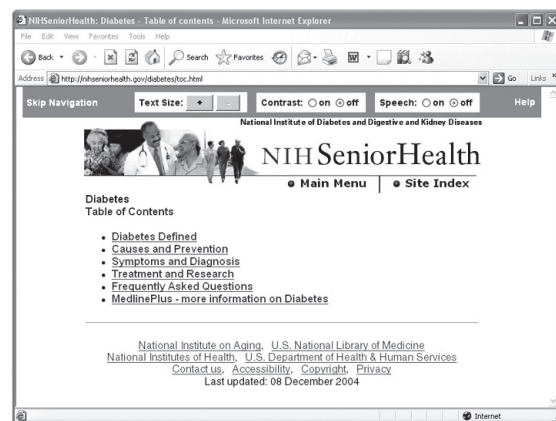 NIHSeniorHealth: Diabetes - Table of contents - Microsoft Internet Explorer
File Edit View Favorites Tools Help
Back Search Favorites
Address http://nihseniorhealth.gov/diabetes/toc.html Go Links
Skip Navigation Text Size: + - Contrast: on off Speech: on off Help
National Institute of Diabetes and Digestive and Kidney Diseases
NIH SeniorHealth
Main Menu Site Index
Diabetes
Table of Contents
Diabetes Defined
Causes and Prevention
Symptoms and Diagnosis
Treatment and Research
Frequently Asked Questions
MedlinePlus - more information on Diabetes
National Institute on Aging, U.S. National Library of Medicine
National Institutes of Health, U.S. Department of Health & Human Services
Contact us, Accessibility, Copyright, Privacy
Last updated: 08 December 2004
Internet